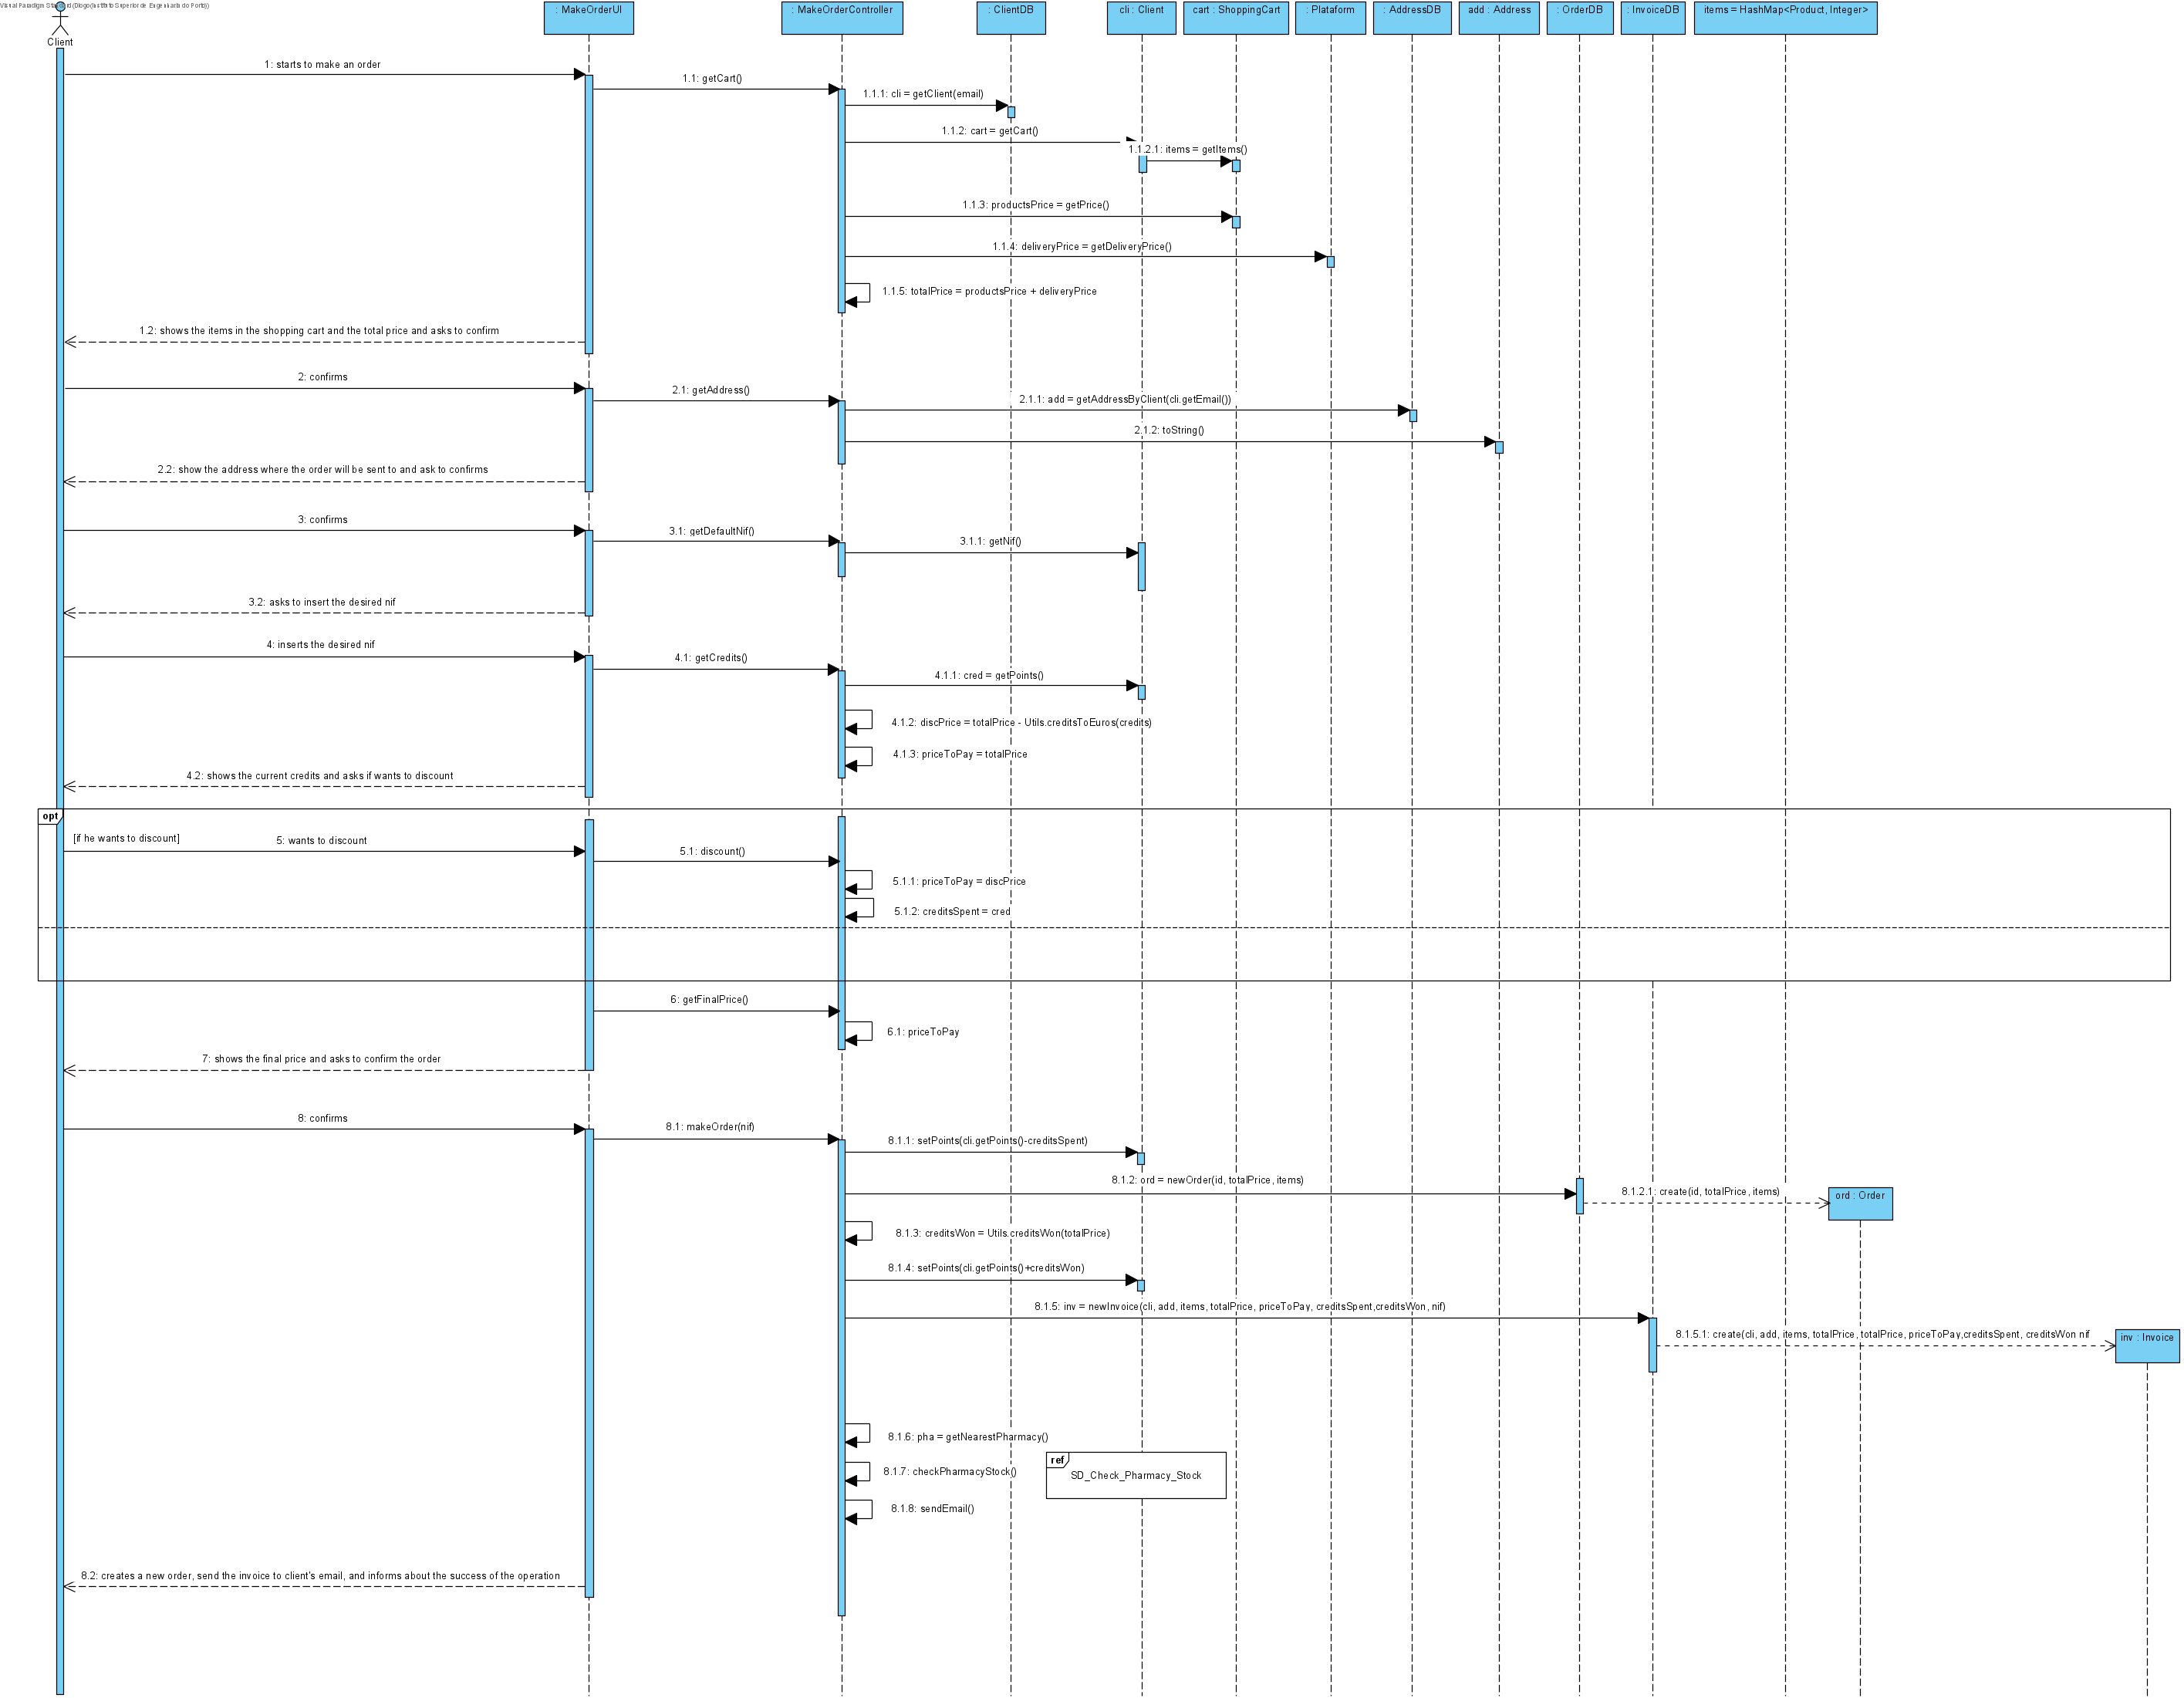 Visual Paradigm Standard (Diogo(Instituto Superior de Engenharia do Porto))
Client
: MakeOrderUI
: MakeOrderController
: ClientDB
cli : Client
cart : ShoppingCart
: Plataform
: AddressDB
add : Address
: OrderDB
: InvoiceDB
items = HashMap<Product, Integer>
1: starts to make an order
1.1: getCart()
1.1.1: cli = getClient(email)
1.1.2: cart = getCart()
1.1.2.1: items = getItems()
1.1.3: productsPrice = getPrice()
1.1.4: deliveryPrice = getDeliveryPrice()
1.1.5: totalPrice = productsPrice + deliveryPrice
1.2: shows the items in the shopping cart and the total price and asks to confirm
2: confirms
2.1: getAddress()
2.1.1: add = getAddressByClient(cli.getEmail())
2.1.2: toString()
2.2: show the address where the order will be sent to and ask to confirms
3: confirms
3.1: getDefaultNif()
3.1.1: getNif()
3.2: asks to insert the desired nif
4: inserts the desired nif
4.1: getCredits()
4.1.1: cred = getPoints()
4.1.2: discPrice = totalPrice - Utils.creditsToEuros(credits)
4.1.3: priceToPay = totalPrice
4.2: shows the current credits and asks if wants to discount
opt
[if he wants to discount]
5: wants to discount
5.1: discount()
5.1.1: priceToPay = discPrice
5.1.2: creditsSpent = cred
6: getFinalPrice()
6.1: priceToPay
7: shows the final price and asks to confirm the order
8: confirms
8.1: makeOrder(nif)
8.1.1: setPoints(cli.getPoints()-creditsSpent)
8.1.2: ord = newOrder(id, totalPrice, items)
8.1.2.1: create(id, totalPrice, items)
ord : Order
8.1.3: creditsWon = Utils.creditsWon(totalPrice)
8.1.4: setPoints(cli.getPoints()+creditsWon)
8.1.5: inv = newInvoice(cli, add, items, totalPrice, priceToPay, creditsSpent,creditsWon, nif)
8.1.5.1: create(cli, add, items, totalPrice, totalPrice, priceToPay,creditsSpent, creditsWon nif
inv : Invoice
8.1.6: pha = getNearestPharmacy()
8.1.7: checkPharmacyStock()
ref
SD_Check_Pharmacy_Stock
8.1.8: sendEmail()
8.2: creates a new order, send the invoice to client's email, and informs about the success of the operation